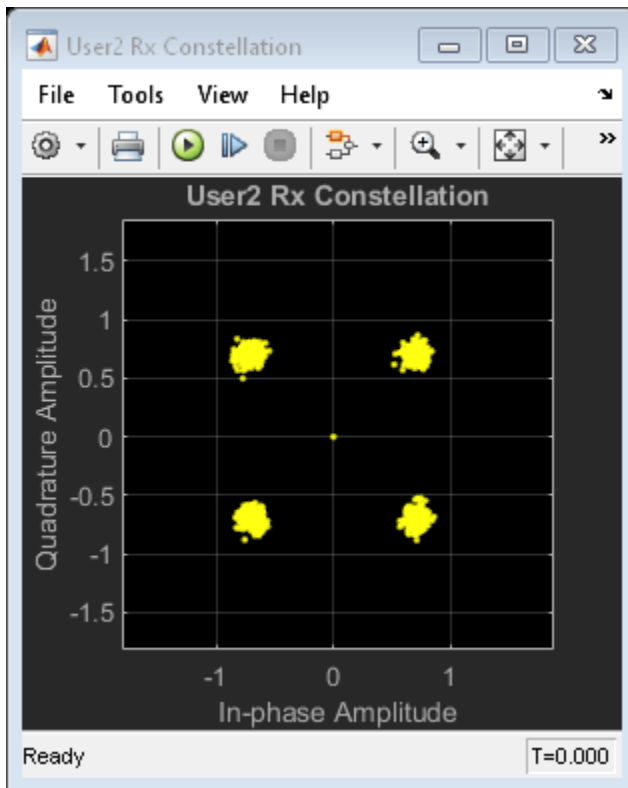 User2 Rx Constellation
File Tools View Help
»
User2 Rx Constellation
1.5
1
0.5
0
-0.5
-1
-1.5
Quadrature Amplitude
-1 0 1
In-phase Amplitude
Ready T=0.000